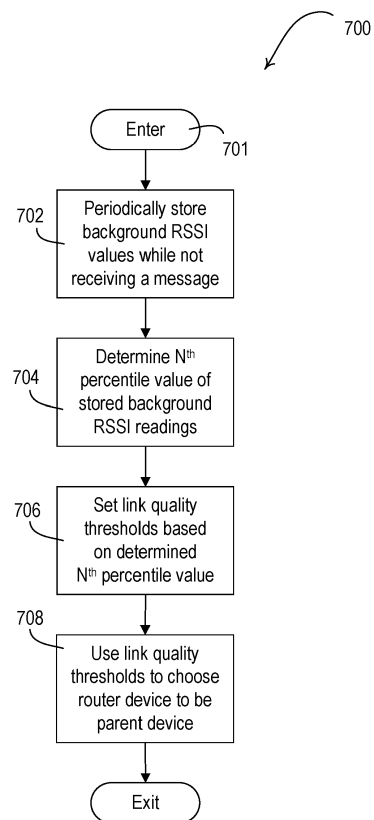 700
Enter
701
702
Periodically store
background RSSI
values while not
receiving a message
704
Determine Nth
percentile value of
stored background
RSSI readings
706
Set link quality
thresholds based
on determined
Nth percentile value
708
Use link quality
thresholds to choose
router device to be
parent device
Exit